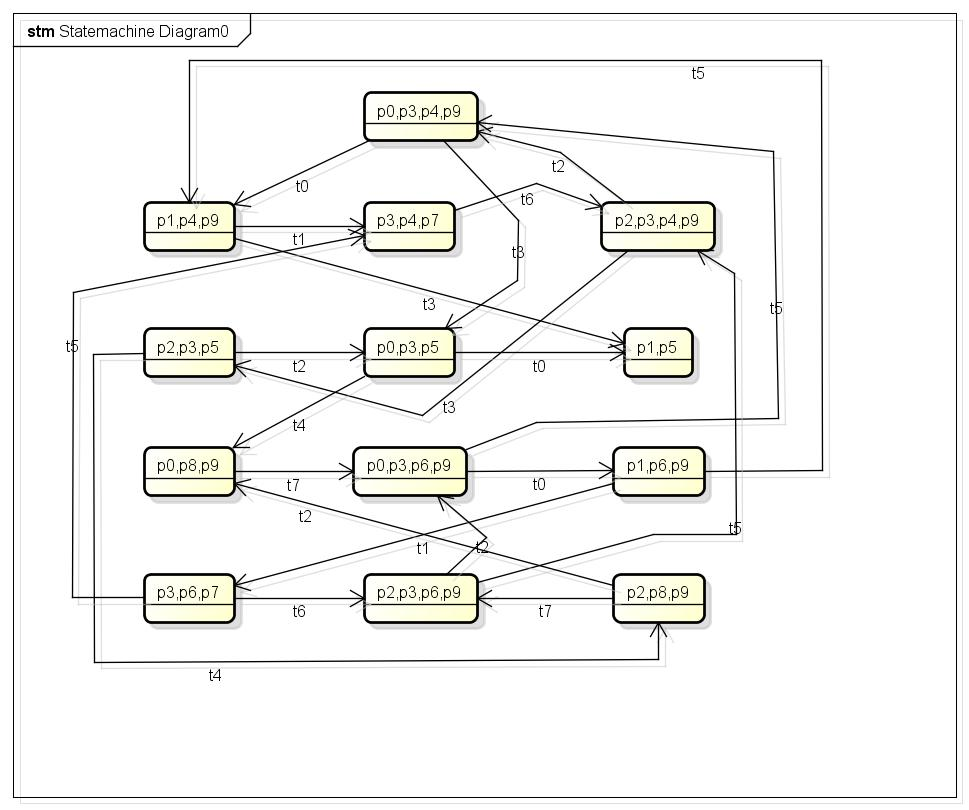 stm Statemachine Diagram0
t5
p0,p3,p4,p9
t2
t0
t6
p1,p4,p9
p3,p4,p7
p2,p3,p4,p9
t1
t3
t3
t5
t5
p2,p3,p5
p0,p3,p5
p1,p5
t2
t0
t3
t4
p0,p8,p9
p0,p3,p6,p9
p1,p6,p9
t7
t0
t2
t5
t1
t2
p3,p6,p7
p2,p3,p6,p9
p2,p8,p9
t6
t7
t4